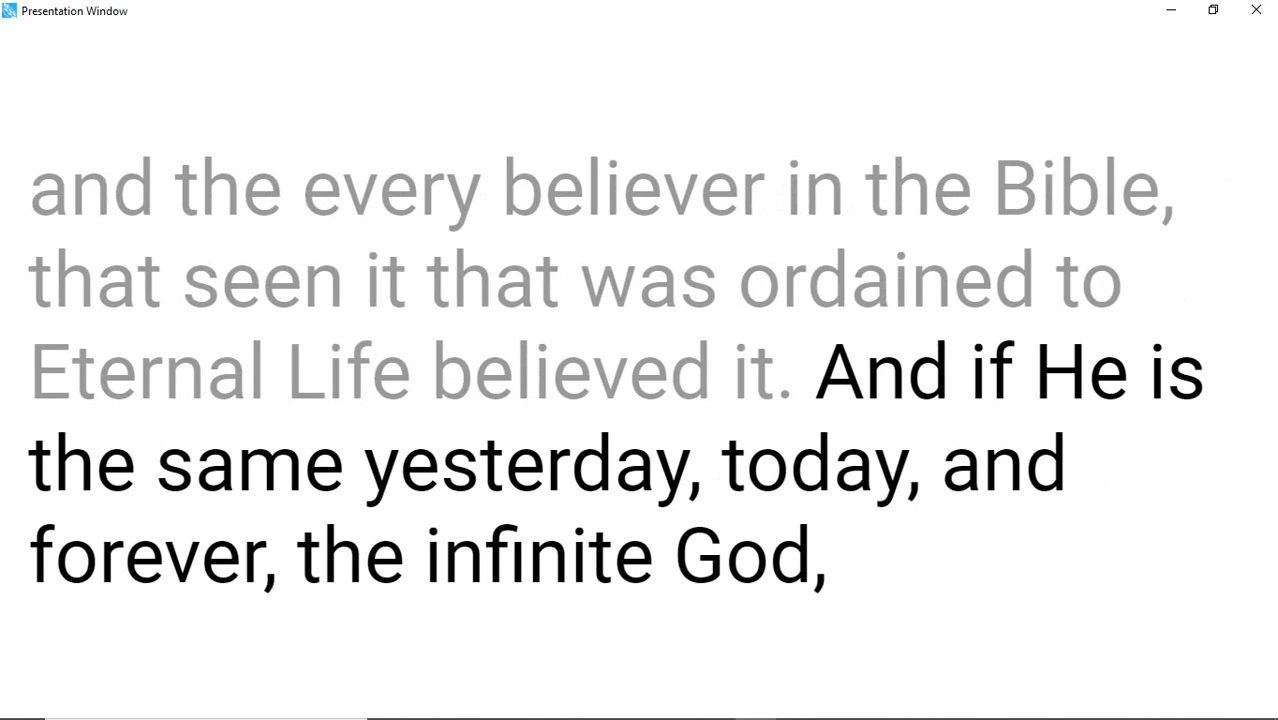 Presentation Window
and the every believer in the Bible,
that seen it that was ordained to
Eternal Life believed it. And if He is
the same yesterday, today, and
forever, the infinite God,